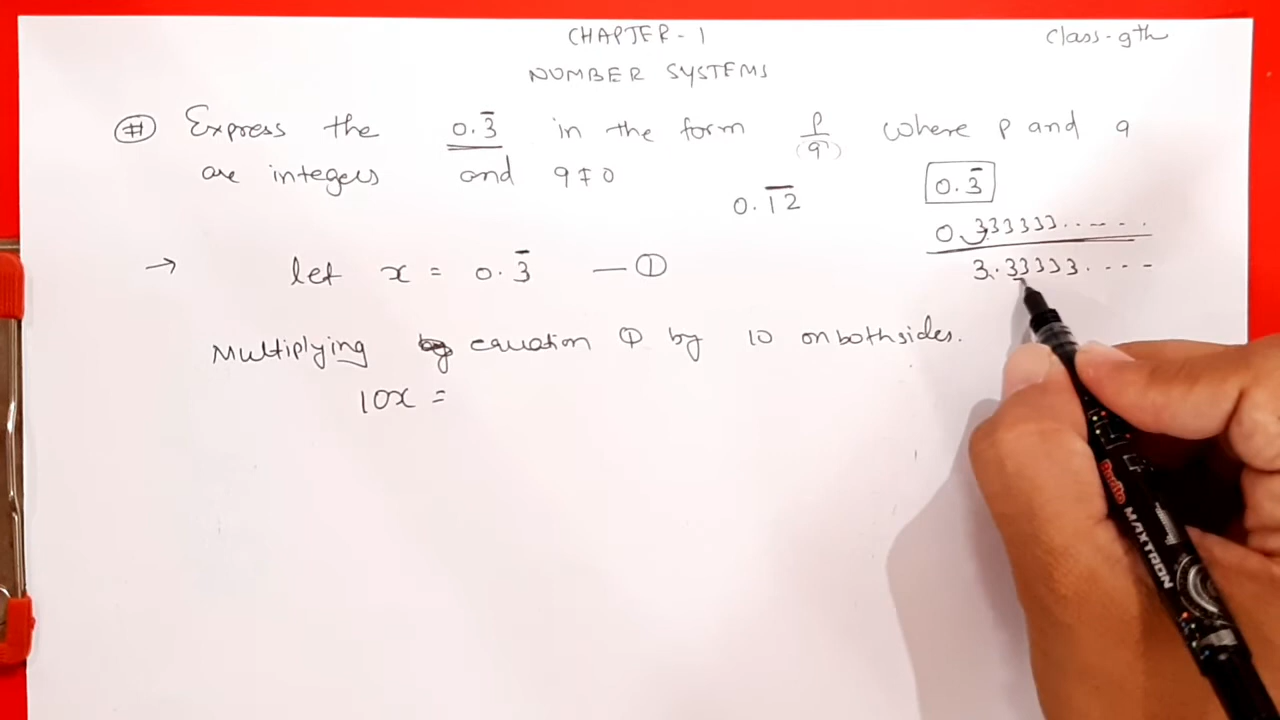 CHAPTER-1
Class-9th
NUMBER SYSTEMS
# Express the 0.3̅ in the form p/(q) where p and q
are integers and q≠0
0.1̅2̅
0.3̅
0.333333.......
3.33333.....
→ let x = 0.3̅ —①
Multiplying by equation ① by 10 on both sides.
10x =
Rorito MAXTRON